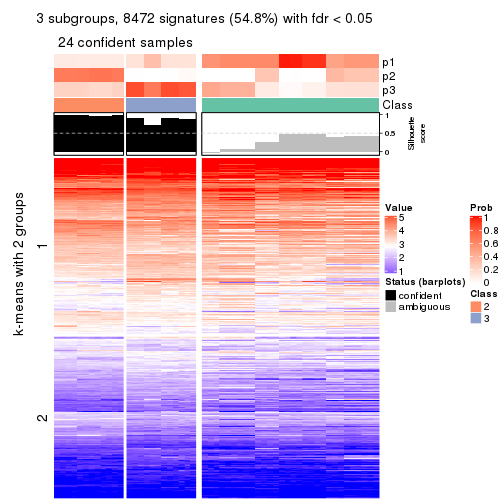 3 subgroups, 8472 signatures (54.8%) with fdr < 0.05
24 confident samples
p1
p2
p3
Class
1
0.5
0
Silhouette
score
k-means with 2 groups
1
2
Value
5
4
3
2
1
Status (barplots)
confident
ambiguous
Prob
1
0.8
0.6
0.4
0.2
0
Class
2
3